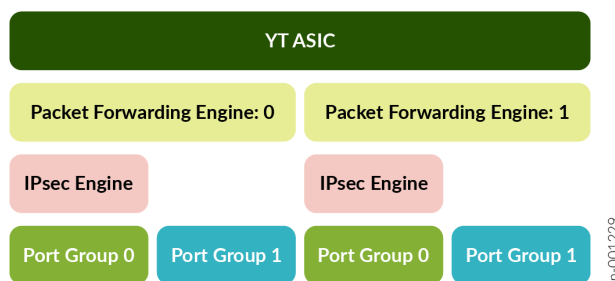 YT ASIC
Packet Forwarding Engine: 0
Packet Forwarding Engine: 1
IPsec Engine
IPsec Engine
Port Group 0
Port Group 1
Port Group 0
Port Group 1